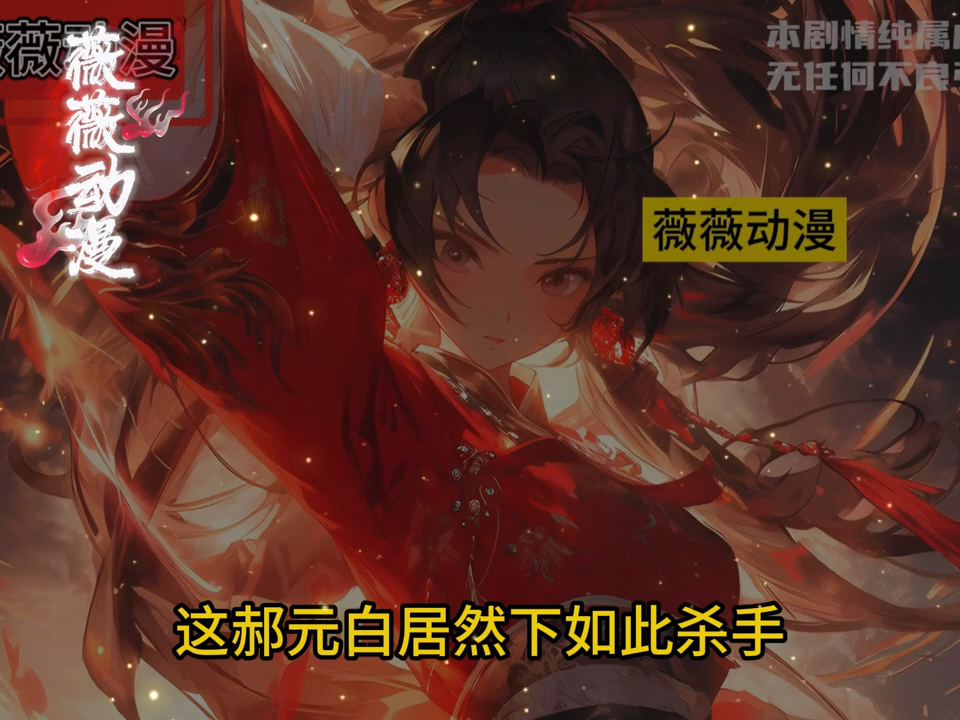 薇薇动漫
薇薇动漫
本剧情纯属
无任何不良
薇薇动漫
这郝元白居然下如此杀手